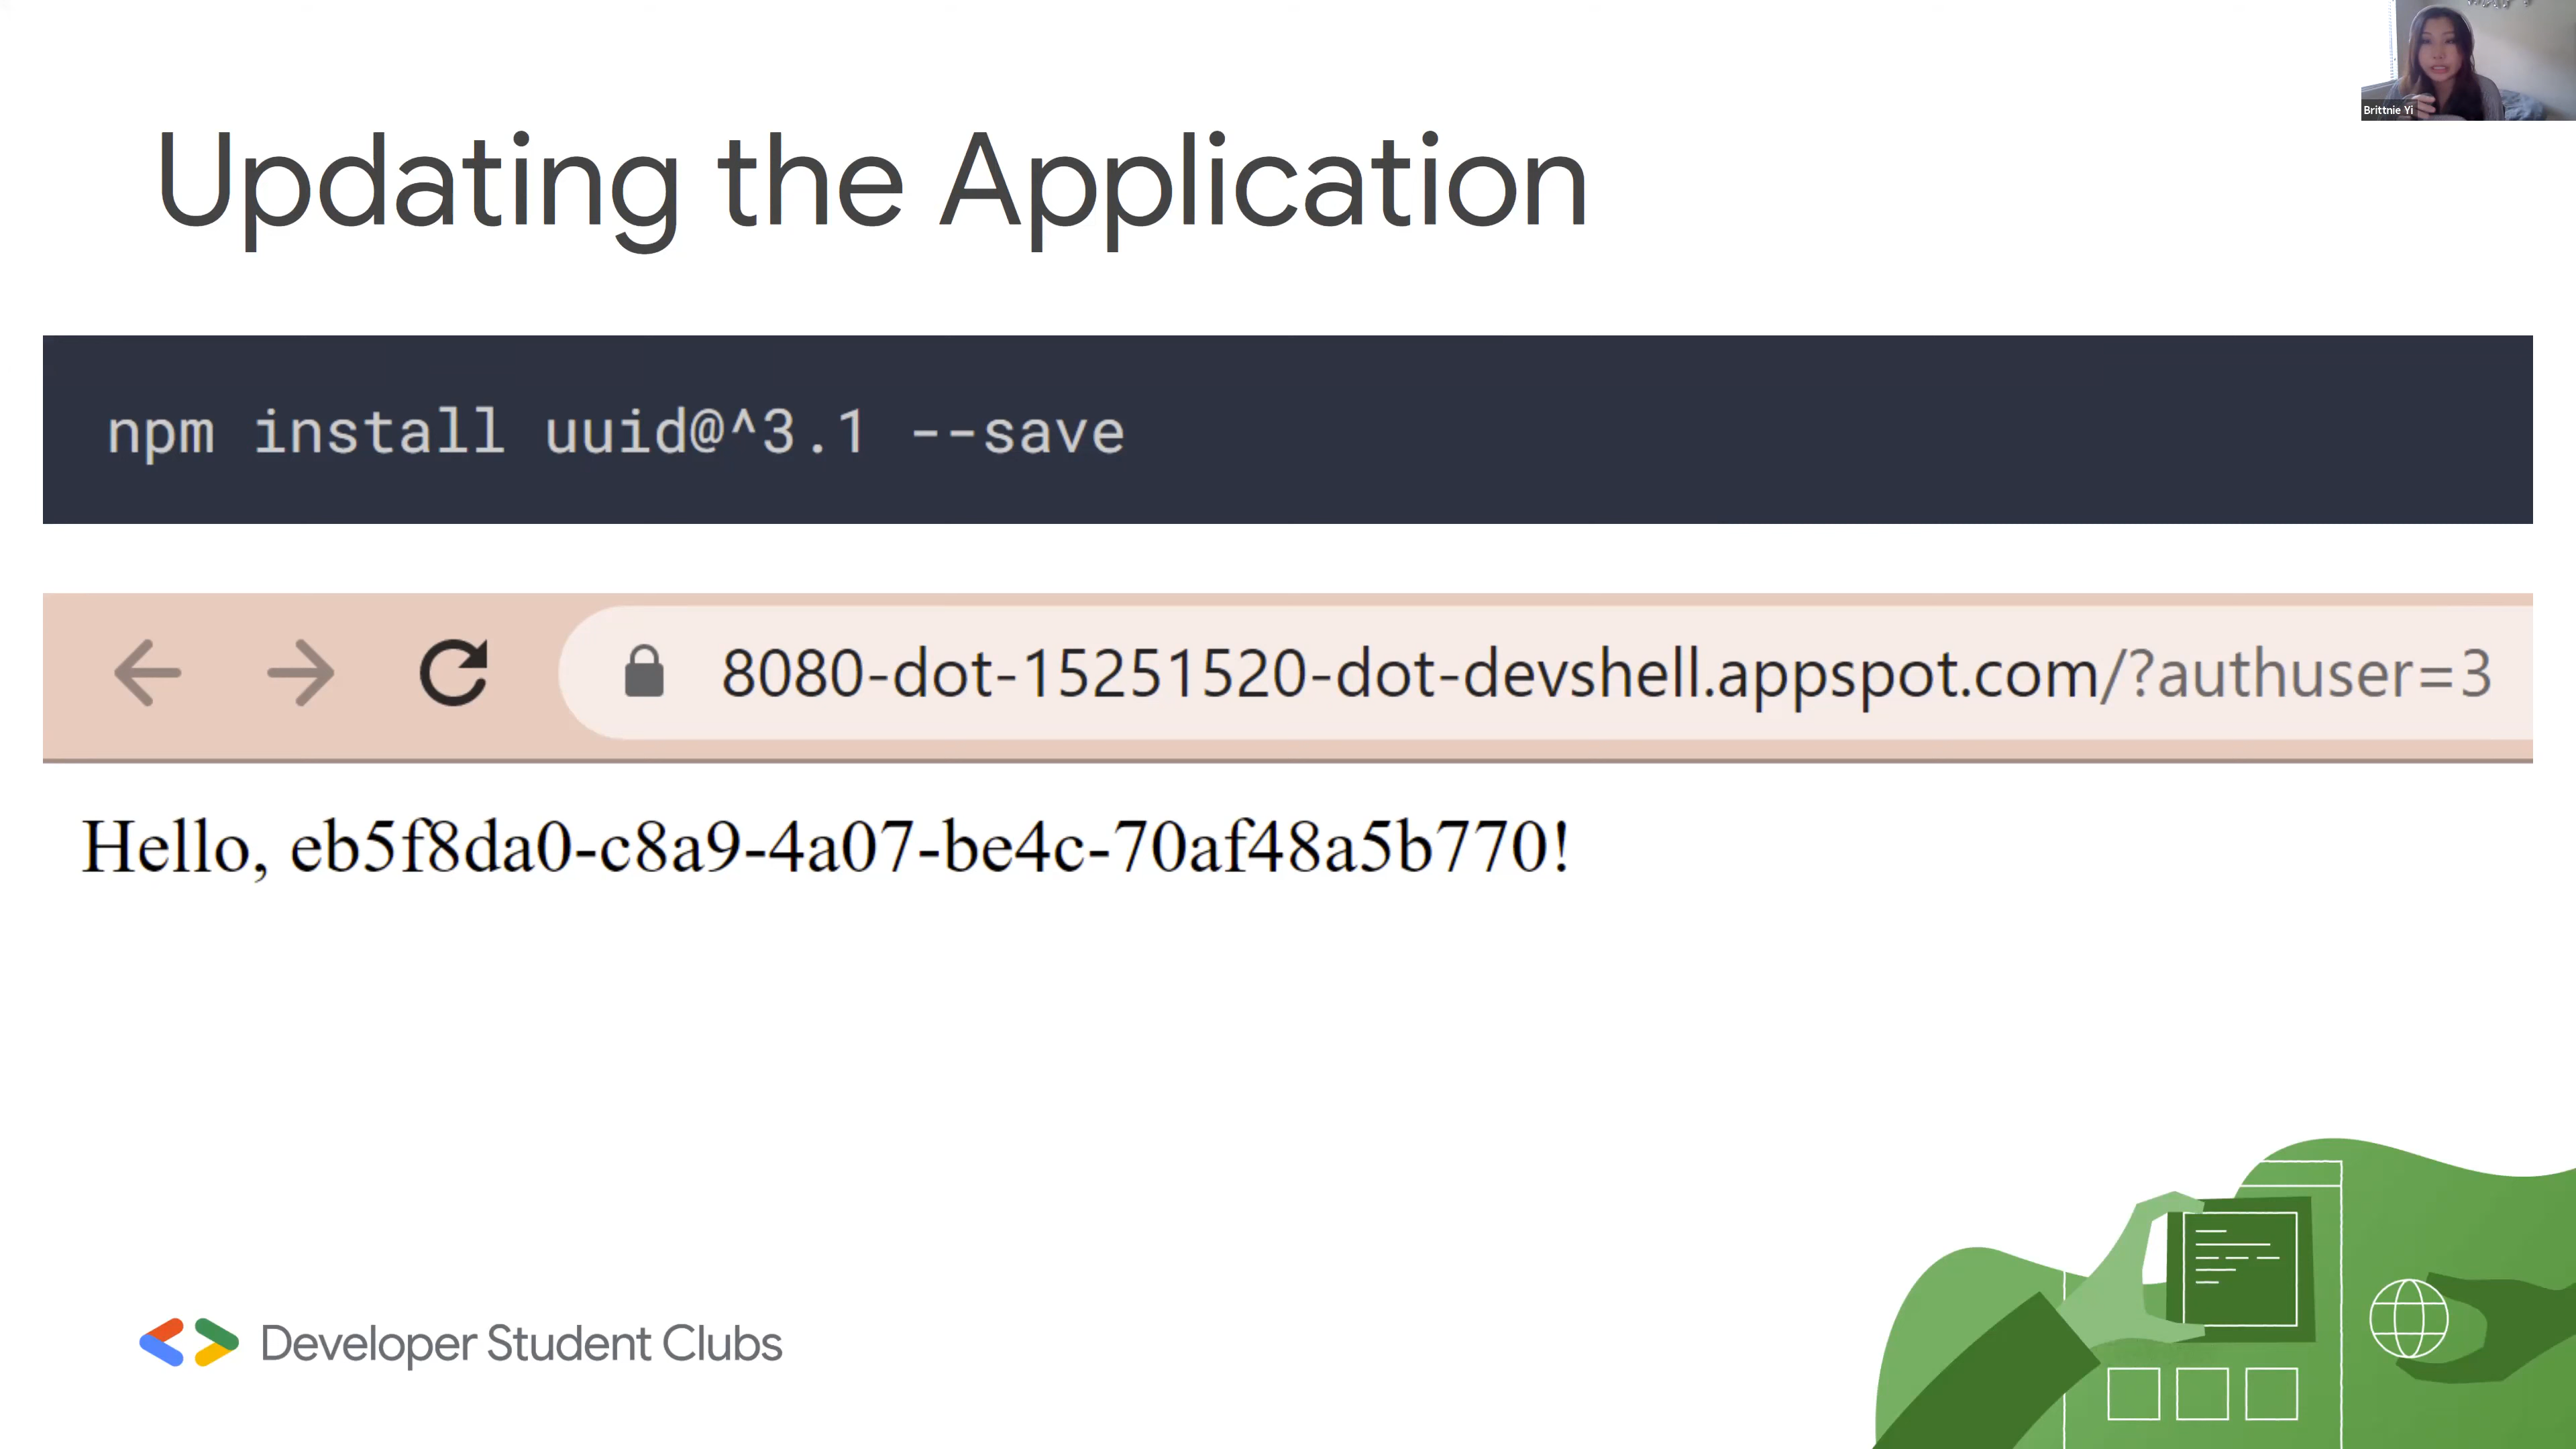 Brittnie Yi
Updating the Application
npm install uuid@^3.1 --save
8080-dot-15251520-dot-devshell.appspot.com/?authuser=3
Hello, eb5f8da0-c8a9-4a07-be4c-70af48a5b770!
Developer Student Clubs